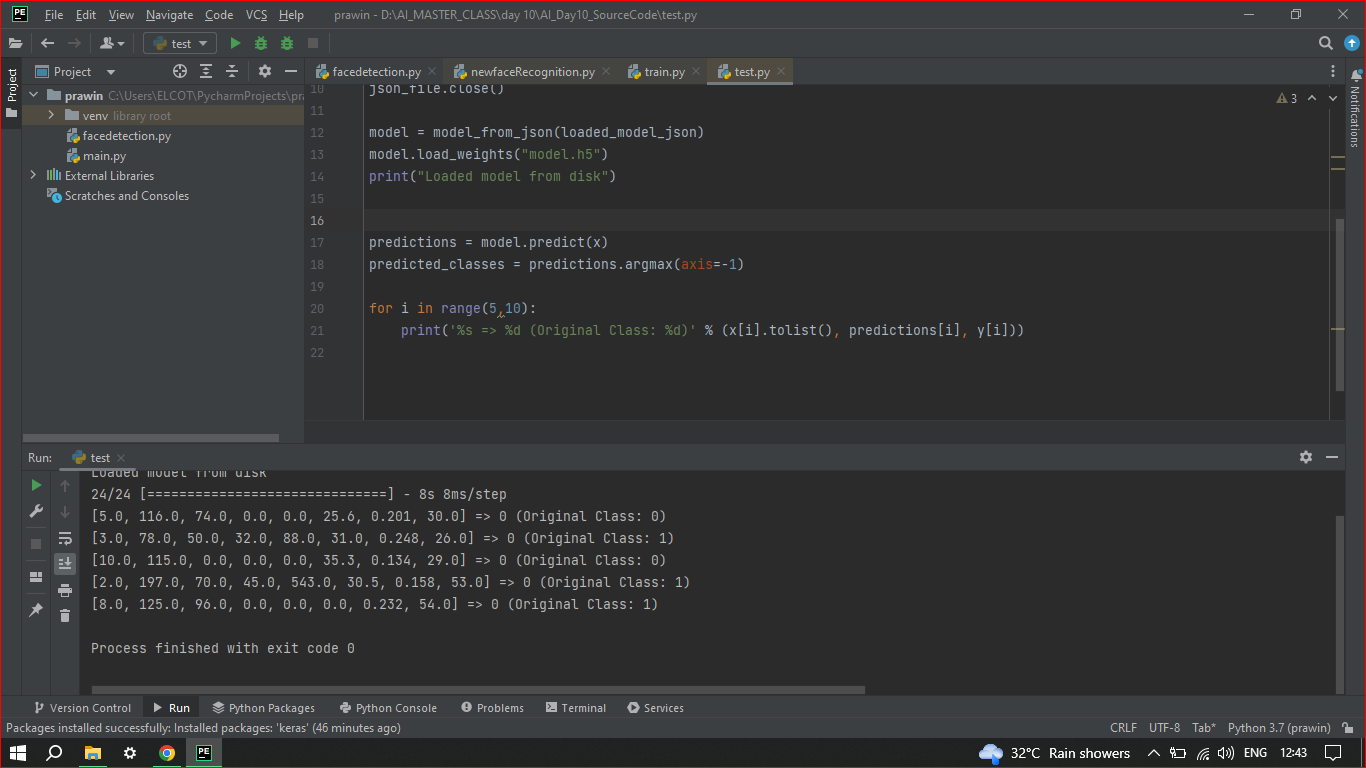 PE File Edit View Navigate Code VCS Help prawin - D:\AI_MASTER_CLASS\day 10\AI_Day10_SourceCode\test.py
test
Project
facedetection.py newfaceRecognition.py train.py test.py
Project
Notifications
prawin C:\Users\ELCOT\PycharmProjects\pra
venv library root
facedetection.py
main.py
External Libraries
Scratches and Consoles
3
10 json_file.close()
11
12 model = model_from_json(loaded_model_json)
13 model.load_weights("model.h5")
14 print("Loaded model from disk")
15
16
17 predictions = model.predict(x)
18 predicted_classes = predictions.argmax(axis=-1)
19
20 for i in range(5,10):
21 print('%s => %d (Original Class: %d)' % (x[i].tolist(), predictions[i], y[i]))
22
Run: test
Loaded model from disk
24/24 [==============================] - 8s 8ms/step
[5.0, 116.0, 74.0, 0.0, 0.0, 25.6, 0.201, 30.0] => 0 (Original Class: 0)
[3.0, 78.0, 50.0, 32.0, 88.0, 31.0, 0.248, 26.0] => 0 (Original Class: 1)
[10.0, 115.0, 0.0, 0.0, 0.0, 35.3, 0.134, 29.0] => 0 (Original Class: 0)
[2.0, 197.0, 70.0, 45.0, 543.0, 30.5, 0.158, 53.0] => 0 (Original Class: 1)
[8.0, 125.0, 96.0, 0.0, 0.0, 0.0, 0.232, 54.0] => 0 (Original Class: 1)
Process finished with exit code 0
Version Control Run Python Packages Python Console Problems Terminal Services
Packages installed successfully: Installed packages: 'keras' (46 minutes ago) CRLF UTF-8 Tab* Python 3.7 (prawin)
PE 32°C Rain showers ENG 12:43